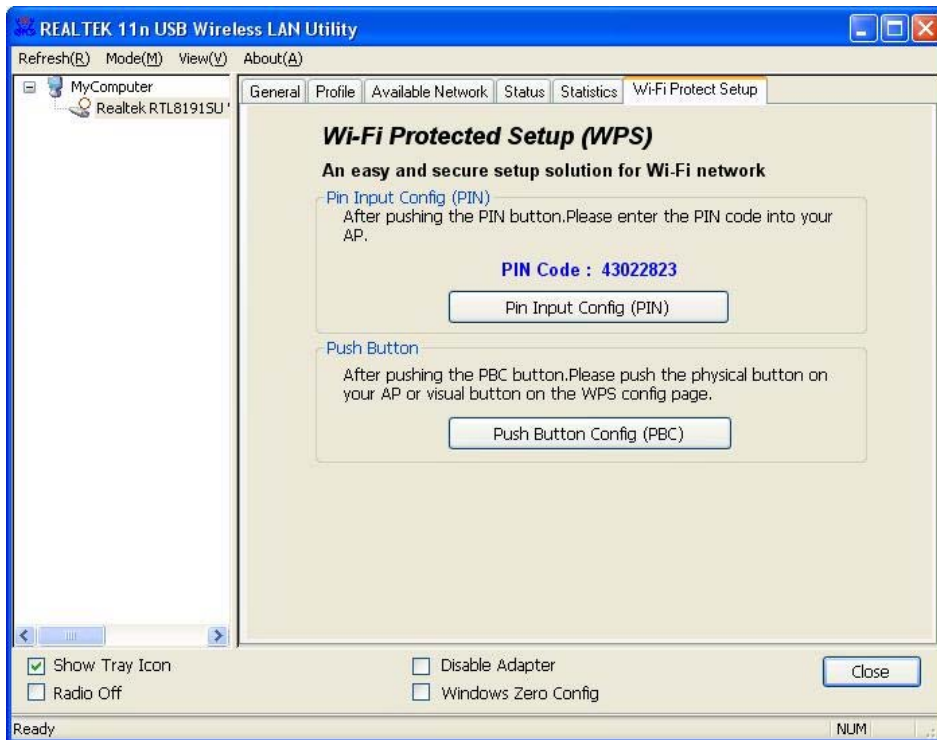 REALTEK 11n USB Wireless LAN Utility
Refresh(R) Mode(M) View(V) About(A)
MyComputer
Realtek RTL8191SU
General Profile Available Network Status Statistics Wi-Fi Protect Setup
Wi-Fi Protected Setup (WPS)
An easy and secure setup solution for Wi-Fi network
Pin Input Config (PIN)
After pushing the PIN button.Please enter the PIN code into your
AP.
PIN Code : 43022823
Pin Input Config (PIN)
Push Button
After pushing the PBC button.Please push the physical button on
your AP or visual button on the WPS config page.
Push Button Config (PBC)
Show Tray Icon
Disable Adapter
Close
Radio Off
Windows Zero Config
Ready
NUM